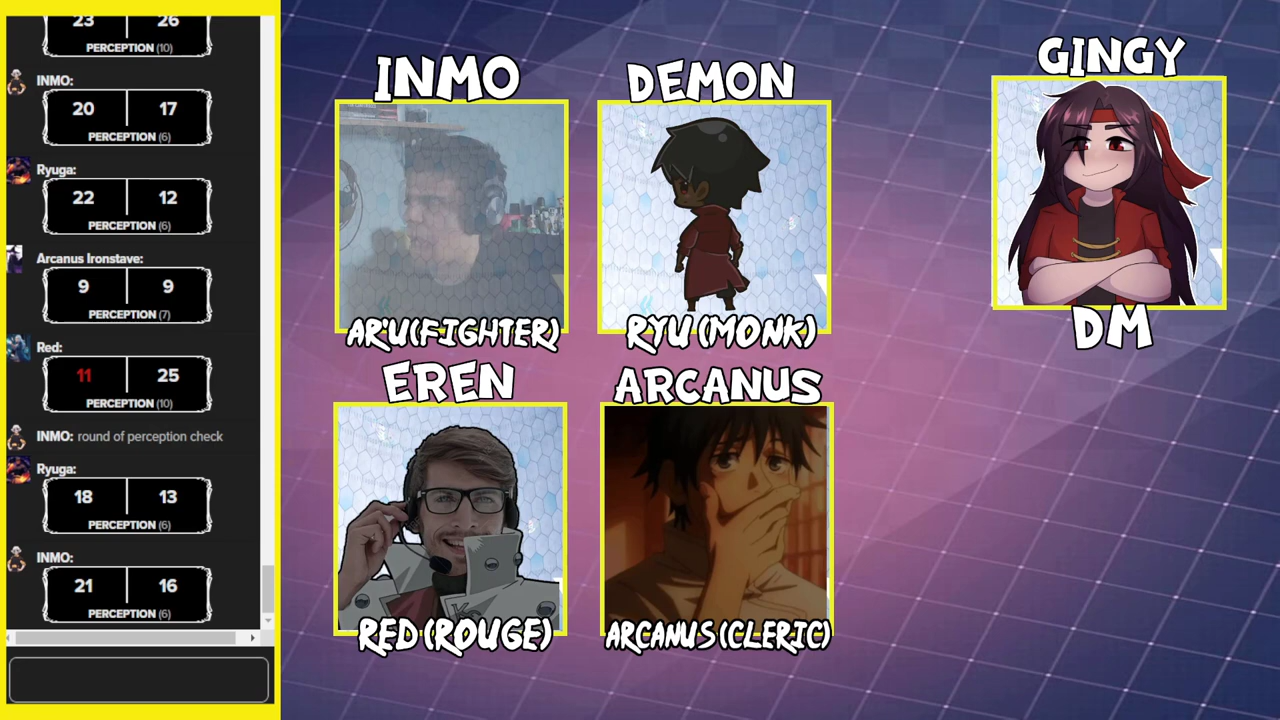 23 26
PERCEPTION (10)
INMO:
20 17
PERCEPTION (6)
Ryuga:
22 12
PERCEPTION (6)
Arcanus Ironstave:
9 9
PERCEPTION (7)
Red:
11 25
PERCEPTION (10)
INMO: round of perception check
Ryuga:
18 13
PERCEPTION (6)
INMO:
21 16
PERCEPTION (6)
INMO
ARU(FIGHTER)
DEMON
RYU(MONK)
GINGY
DM
EREN
RED(ROUGE)
ARCANUS
ARCANUS(CLERIC)